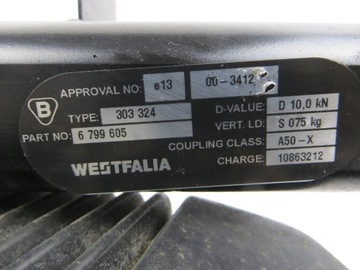 APPROVAL NO: e13 00-3412
B
TYPE: 303 324 D-VALUE: D 10,0 kN
PART NO: 6 799 605 VERT. LD: S 075 kg
COUPLING CLASS: A50-X
WESTFALIA CHARGE: 10863212